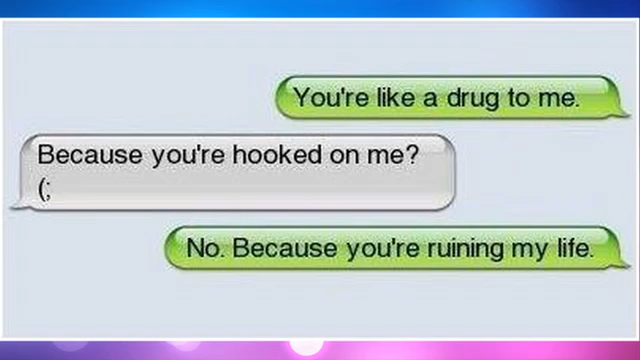 You're like a drug to me.
Because you're hooked on me?
(;
No. Because you're ruining my life.